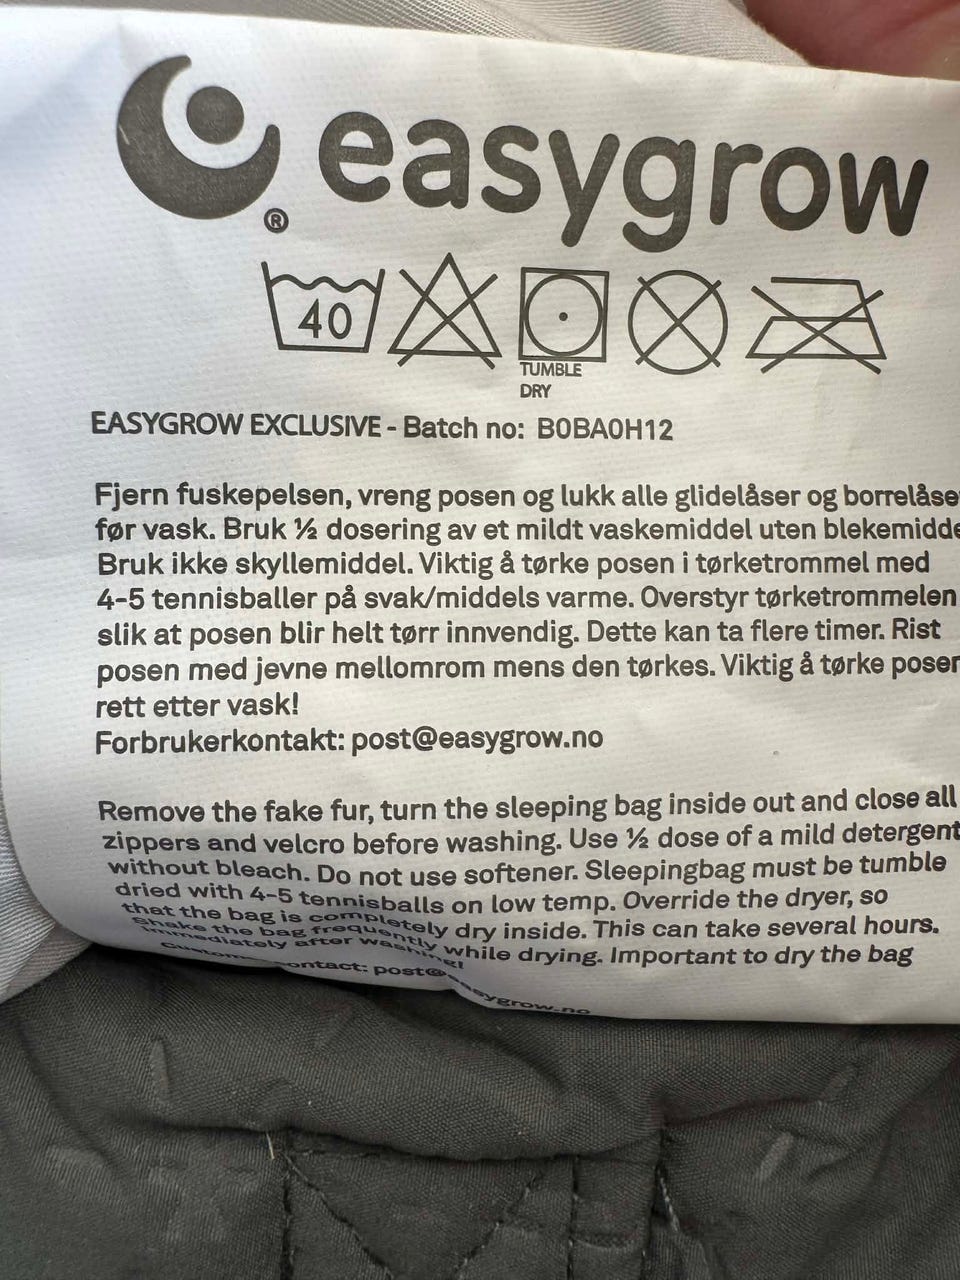 easygrow
®
40
TUMBLE
DRY
EASYGROW EXCLUSIVE - Batch no: B0BA0H12
Fjern fuskepelsen, vreng posen og lukk alle glidelåser og borrelåse
før vask. Bruk ½ dosering av et mildt vaskemiddel uten blekemidde
Bruk ikke skyllemiddel. Viktig å tørke posen i tørketrommel med
4-5 tennisballer på svak/middels varme. Overstyr tørketrommelen
slik at posen blir helt tørr innvendig. Dette kan ta flere timer. Rist
posen med jevne mellomrom mens den tørkes. Viktig å tørke posen
rett etter vask!
Forbrukerkontakt: post@easygrow.no
Remove the fake fur, turn the sleeping bag inside out and close all
zippers and velcro before washing. Use ½ dose of a mild detergent
without bleach. Do not use softener. Sleepingbag must be tumble
dried with 4-5 tennisballs on low temp. Override the dryer, so
that the bag is completely dry inside. This can take several hours.
Shake the bag frequently while drying. Important to dry the bag
immediately after washing!
contact: post@easygrow.no